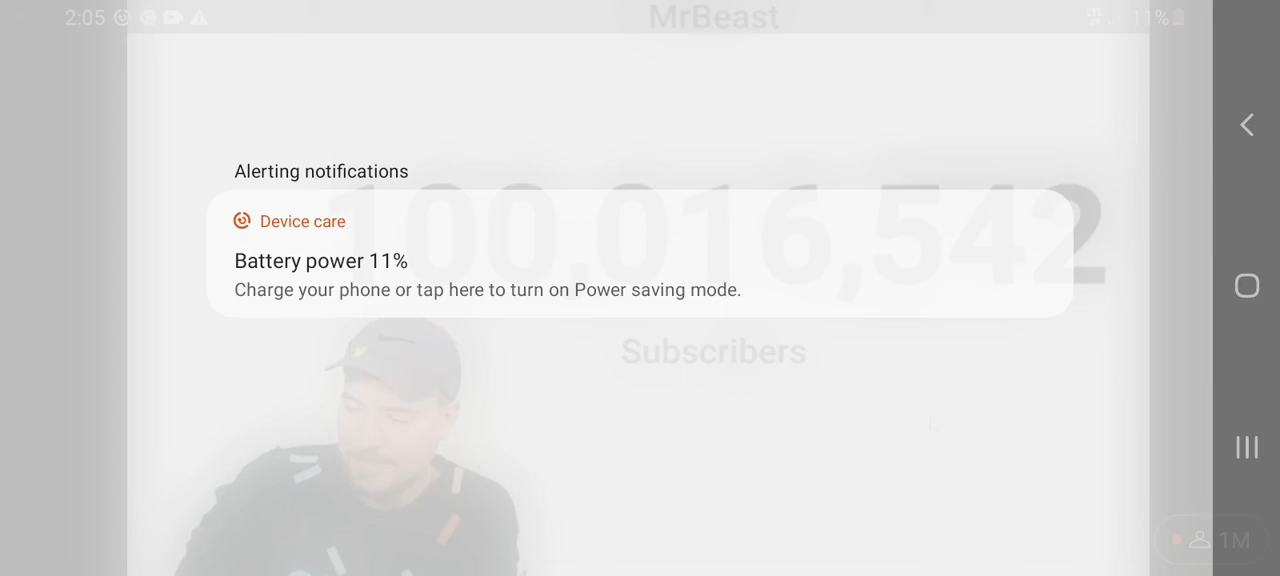 2:05
MrBeast
LTE
11%
Alerting notifications
100,016,542
Device care
Battery power 11%
Charge your phone or tap here to turn on Power saving mode.
Subscribers
1M